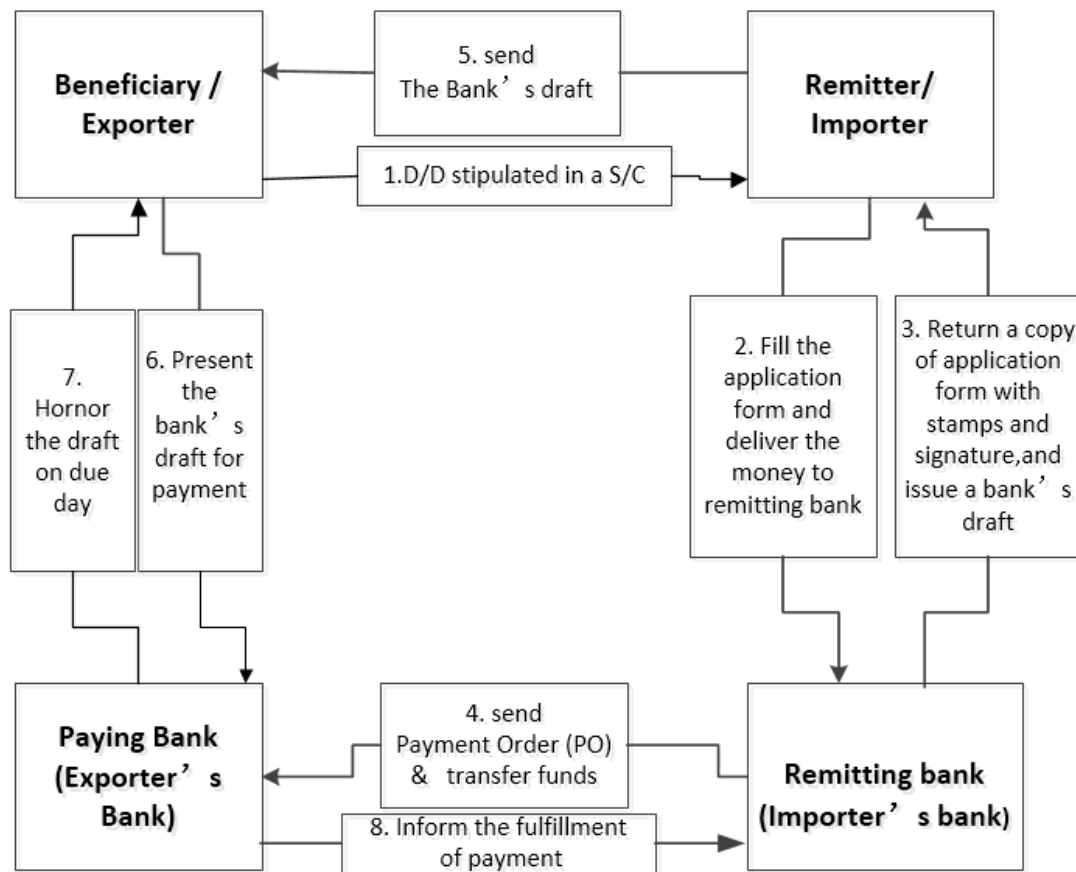 5. send
The Bank’s draft
Beneficiary /
Exporter
Remitter/
Importer
1.D/D stipulated in a S/C
7.
Hornor
the draft
on due
day
6. Present
the
bank’s
draft for
payment
2. Fill the
application
form and
deliver the
money to
remitting bank
3. Return a copy
of application
form with
stamps and
signature,and
issue a bank’s
draft
Paying Bank
(Exporter’s
Bank)
4. send
Payment Order (PO)
& transfer funds
Remitting bank
(Importer’s bank)
8. Inform the fulfillment
of payment